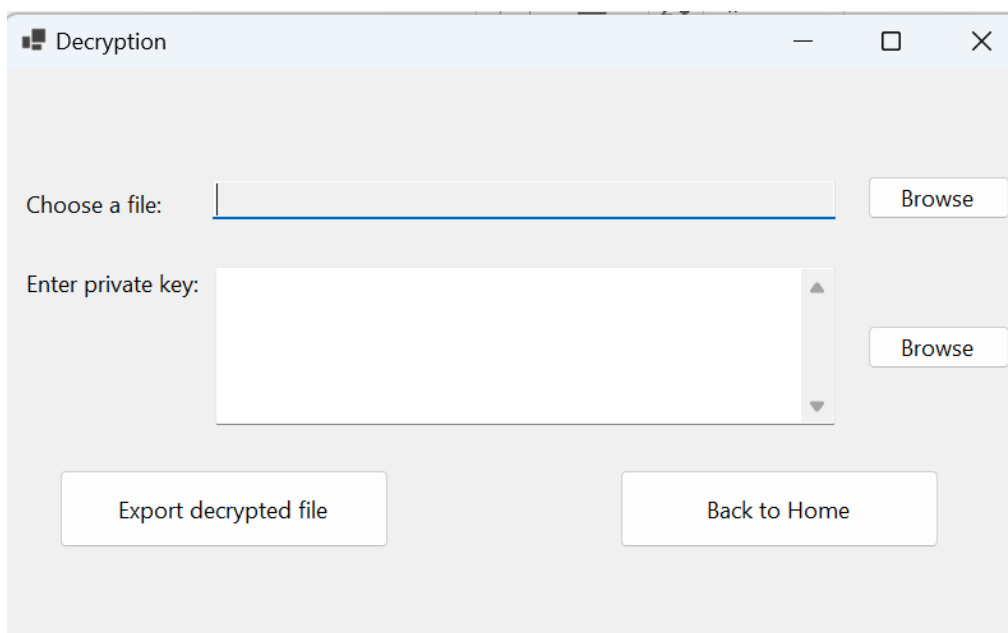 Decryption
Choose a file:
Browse
Enter private key:
Browse
Export decrypted file
Back to Home